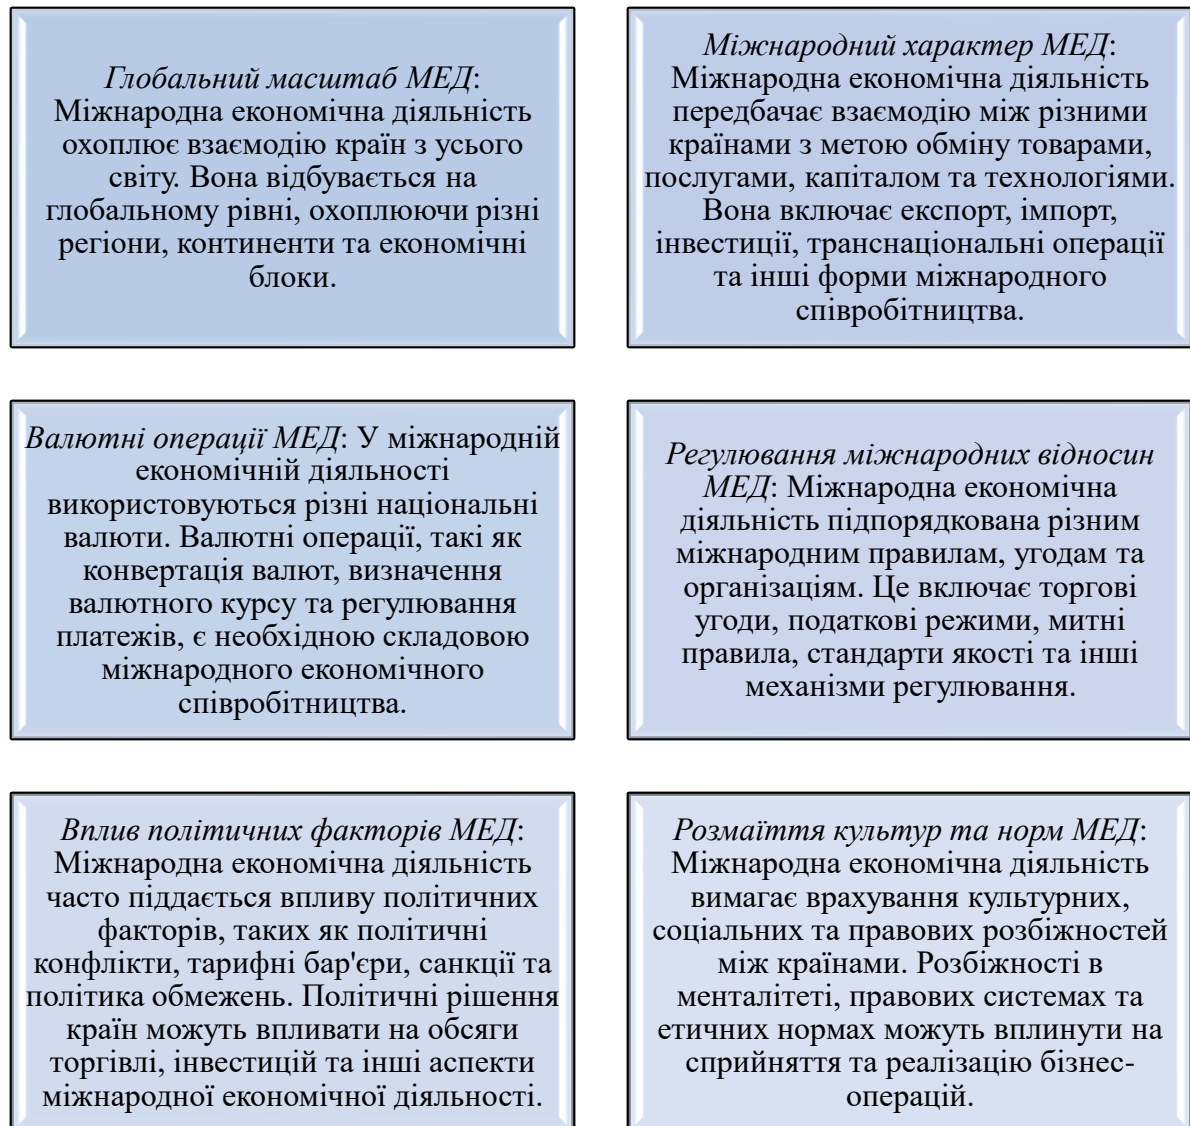 Глобальний масштаб МЕД:
Міжнародна економічна діяльність
охоплює взаємодію країн з усього
світу. Вона відбувається на
глобальному рівні, охоплюючи різні
регіони, континенти та економічні
блоки.
Міжнародний характер МЕД:
Міжнародна економічна діяльність
передбачає взаємодію між різними
країнами з метою обміну товарами,
послугами, капіталом та технологіями.
Вона включає експорт, імпорт,
інвестиції, транснаціональні операції
та інші форми міжнародного
співробітництва.
Валютні операції МЕД: У міжнародній
економічній діяльності
використовуються різні національні
валюти. Валютні операції, такі як
конвертація валют, визначення
валютного курсу та регулювання
платежів, є необхідною складовою
міжнародного економічного
співробітництва.
Регулювання міжнародних відносин
МЕД: Міжнародна економічна
діяльність підпорядкована різним
міжнародним правилам, угодам та
організаціям. Це включає торгові
угоди, податкові режими, митні
правила, стандарти якості та інші
механізми регулювання.
Вплив політичних факторів МЕД:
Міжнародна економічна діяльність
часто піддається впливу політичних
факторів, таких як політичні
конфлікти, тарифні бар'єри, санкції та
політика обмежень. Політичні рішення
країн можуть впливати на обсяги
торгівлі, інвестицій та інші аспекти
міжнародної економічної діяльності.
Розмаїття культур та норм МЕД:
Міжнародна економічна діяльність
вимагає врахування культурних,
соціальних та правових розбіжностей
між країнами. Розбіжності в
менталітеті, правових системах та
етичних нормах можуть вплинути на
сприйняття та реалізацію бізнес-
операцій.